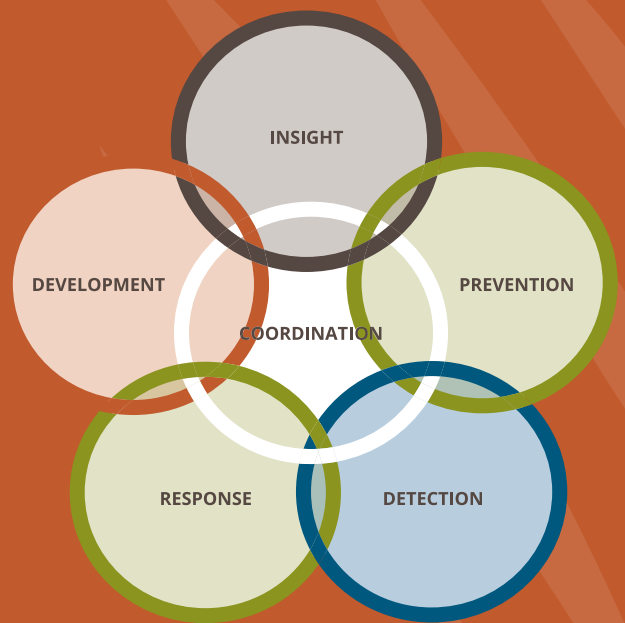 INSIGHT
DEVELOPMENT
PREVENTION
COORDINATION
RESPONSE
DETECTION